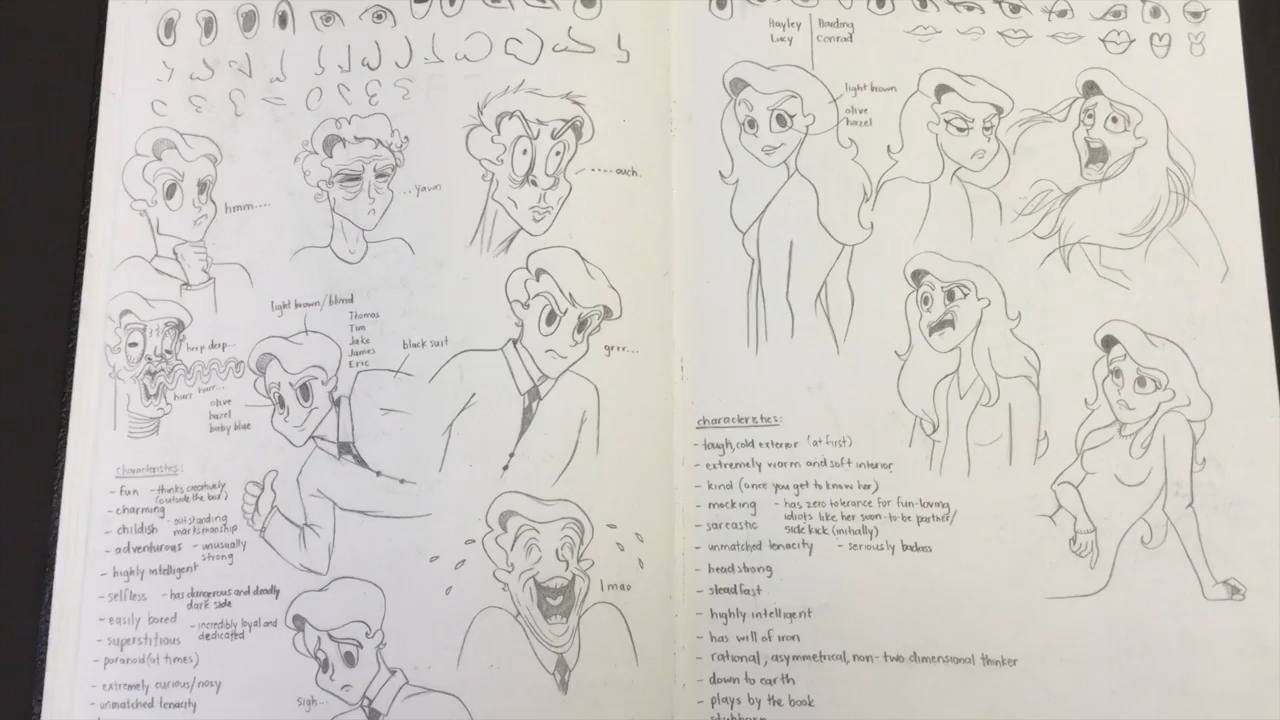 hmm....
..yawn
.....ouch.
light brown/blond
Thomas
Tim
Jake
James
Eric
black suit
grrr...
herp derp...
hurr hurr...
olive
hazel
baby blue
characteristics:
- fun
- thinks creatively
(outside the box)
- charming
- childish
- outstanding
marksmanship
- adventurous
- unusually
strong
- highly intelligent
- selfless
- has dangerous and deadly
dark side
- easily bored
- incredibly loyal and
dedicated
- superstitious
- paranoid (at times)
- extremely curious/nosy
- unmatched tenacity
lmao
sigh...
Hayley
Lucy
Harding
Conrad
light brown
olive
hazel
characteristics:
- tough, cold exterior (at first)
- extremely warm and soft interior
- kind (once you get to know her)
- mocking
- has zero tolerance for fun-loving
idiots like her soon-to-be partner/
sidekick (initially)
- sarcastic
- unmatched tenacity
- seriously badass
- headstrong
- steadfast
- highly intelligent
- has will of iron
- rational, asymmetrical, non-two dimensional thinker
- down to earth
- plays by the book